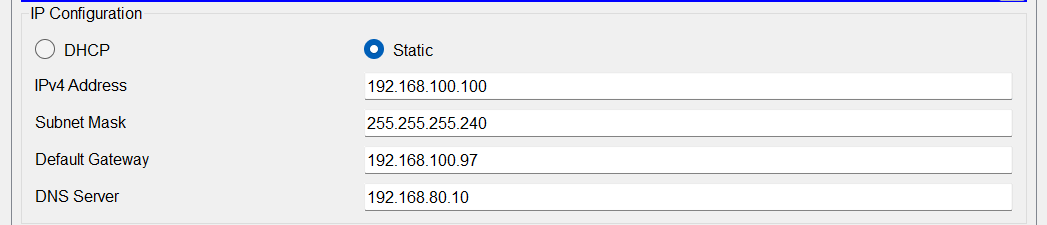 IP Configuration
DHCP Static
IPv4 Address 192.168.100.100
Subnet Mask 255.255.255.240
Default Gateway 192.168.100.97
DNS Server 192.168.80.10